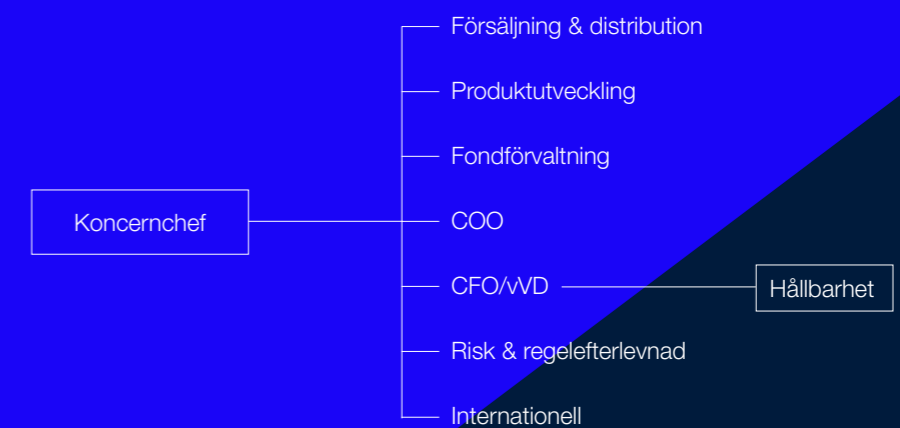 Försäljning & distribution
Produktutveckling
Fondförvaltning
Koncernchef
COO
CFO/vVD
Hållbarhet
Risk & regelefterlevnad
Internationell